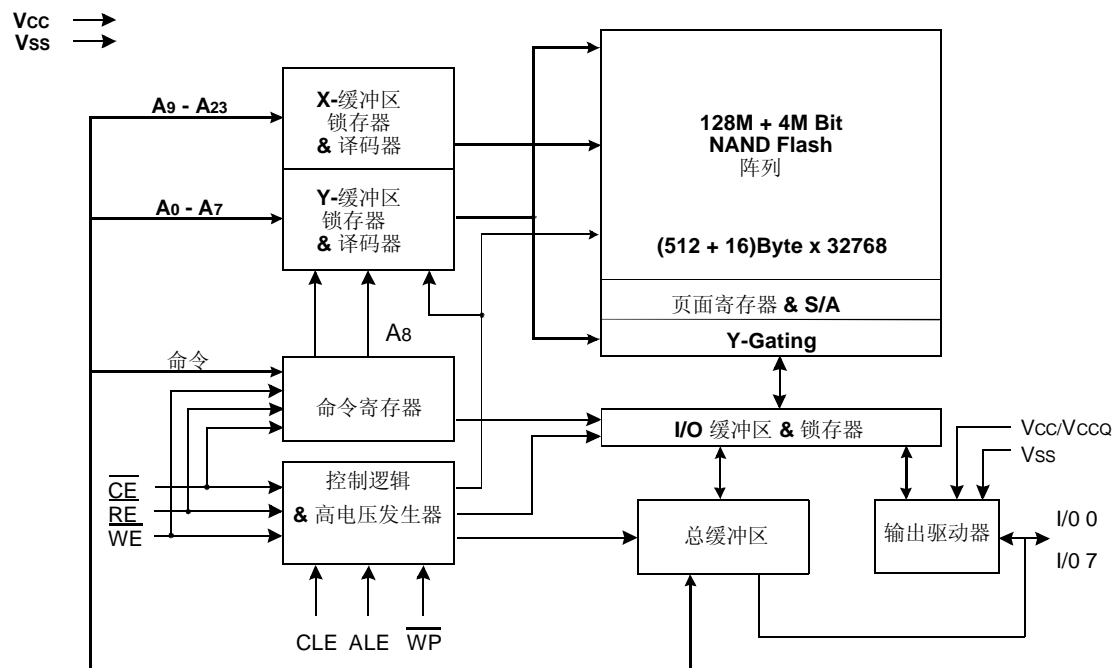 VCC
VSS
A9 - A23
X-缓冲区
锁存器
& 译码器
128M + 4M Bit
NAND Flash
阵列
A0 - A7
Y-缓冲区
锁存器
& 译码器
(512 + 16)Byte x 32768
页面寄存器 & S/A
A8
Y-Gating
命令
命令寄存器
I/O 缓冲区 & 锁存器
VCC/VCCQ
VSS
CE
RE
WE
控制逻辑
& 高电压发生器
总缓冲区
输出驱动器
I/0 0
I/0 7
CLE
ALE
WP